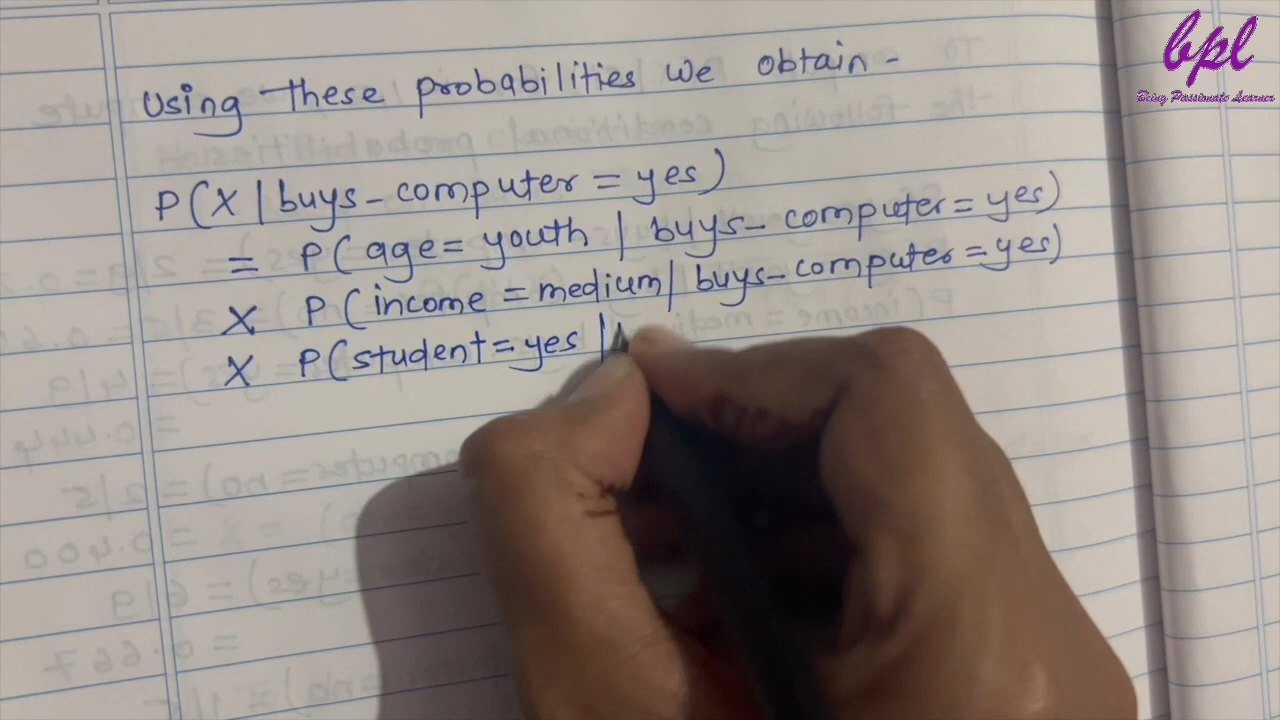 bpl
Being Passionate Learner
Using these probabilities we obtain -
P(X | buys-computer = yes)
= P(age = youth | buys-computer = yes)
X P(income = medium | buys-computer = yes)
X P(student = yes |